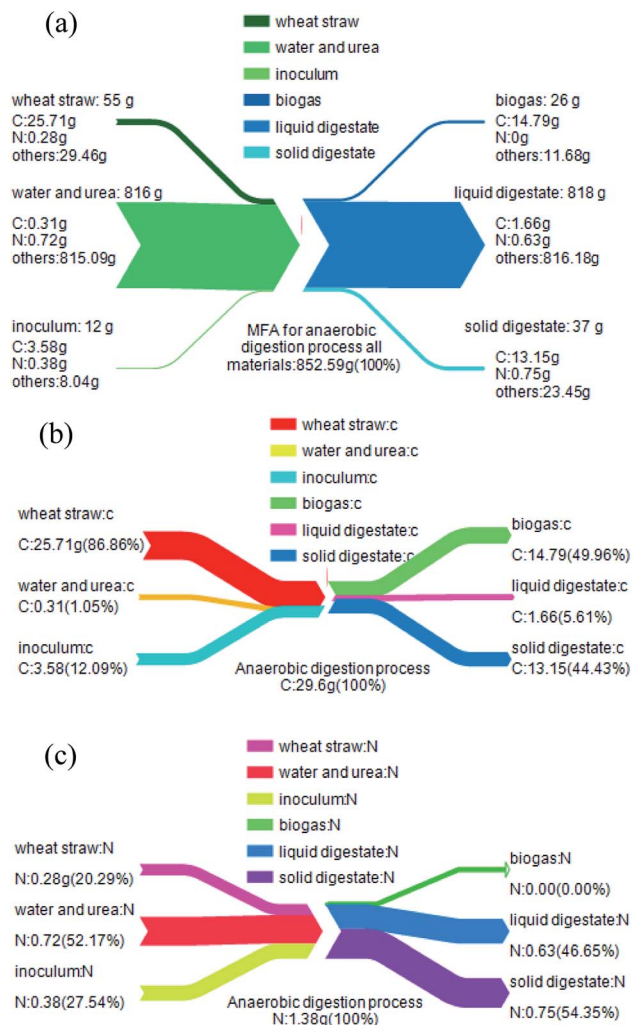 (a)
wheat straw
water and urea
inoculum
biogas
liquid digestate
solid digestate
wheat straw: 55 g
C:25.71g
N:0.28g
others:29.46g
water and urea: 816 g
C:0.31g
N:0.72g
others:815.09g
inoculum: 12 g
C:3.58g
N:0.38g
others:8.04g
biogas: 26 g
C:14.79g
N:0g
others:11.68g
liquid digestate: 818 g
C:1.66g
N:0.63g
others:816.18g
solid digestate: 37 g
C:13.15g
N:0.75g
others:23.45g
MFA for anaerobic
digestion process all
materials:852.59g(100%)
(b)
wheat straw:c
water and urea:c
inoculum:c
biogas:c
liquid digestate:c
solid digestate:c
wheat straw:c
C:25.71g(86.86%)
water and urea:c
C:0.31(1.05%)
inoculum:c
C:3.58(12.09%)
biogas:c
C:14.79(49.96%)
liquid digestate:c
C:1.66(5.61%)
solid digestate:c
C:13.15(44.43%)
Anaerobic digestion process
C:29.6g(100%)
(c)
wheat straw:N
water and urea:N
inoculum:N
biogas:N
liquid digestate:N
solid digestate:N
wheat straw:N
N:0.28g(20.29%)
water and urea:N
N:0.72(52.17%)
inoculum:N
N:0.38(27.54%)
biogas:N
N:0.00(0.00%)
liquid digestate:N
N:0.63(46.65%)
solid digestate:N
N:0.75(54.35%)
Anaerobic digestion process
N:1.38g(100%)